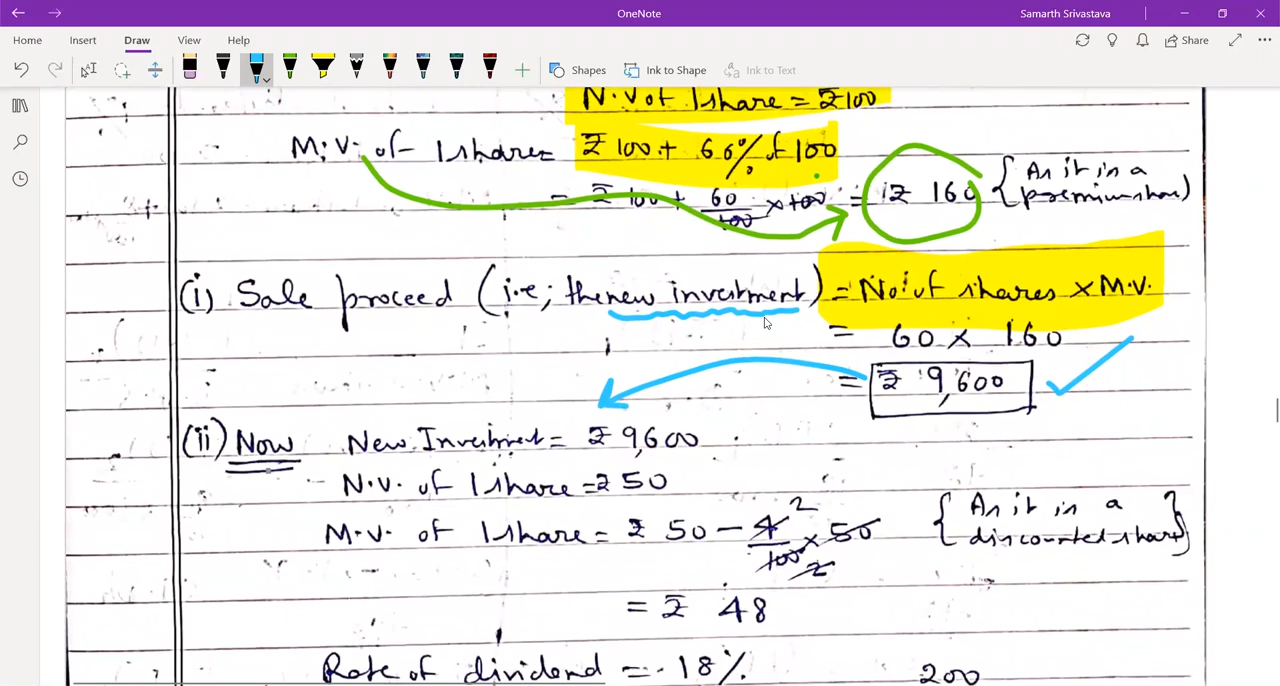 OneNote
Samarth Srivastava
Home Insert Draw View Help
Share
Shapes Ink to Shape Ink to Text
N.V of 1 share = ₹100
M.V. of 1 share = ₹ 100 + 60% of 100
= ₹ 100 + 60/100 × 100 = ₹ 160 { As it is a premium share }
(i) Sale proceed (i.e; the new investment) = No. of shares × M.V.
= 60 × 160
= ₹ 9,600
(ii) Now New Investment = ₹ 9,600
N.V. of 1 share = ₹ 50
M.V. of 1 share = ₹ 50 - 4/100 × 50 { As it is a discounted share }
2
2
= ₹ 48
Rate of dividend = 18% 200